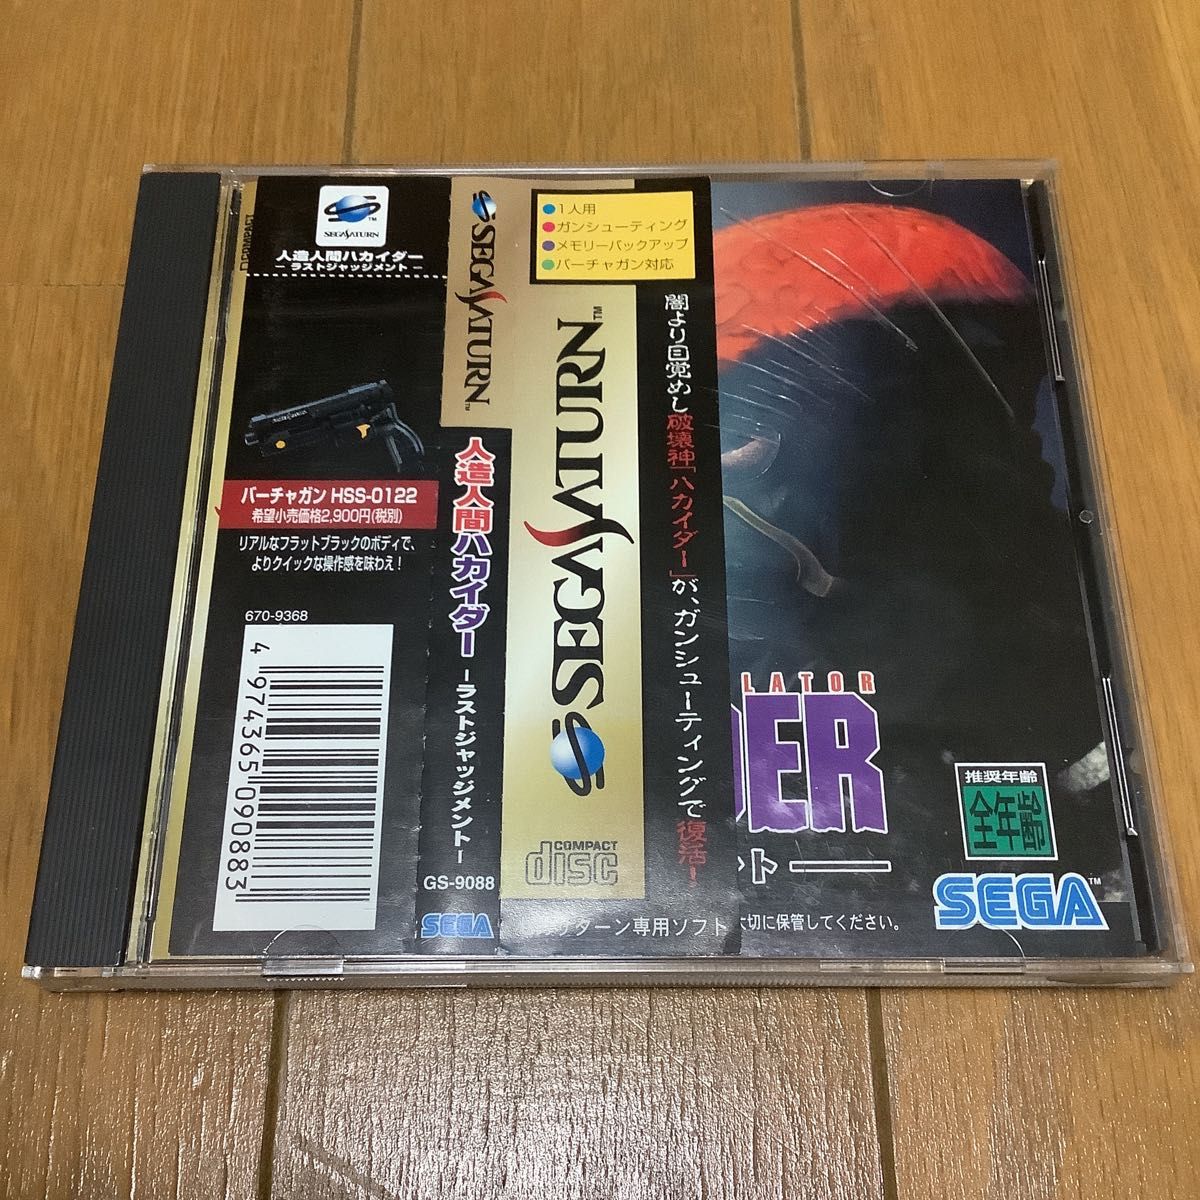 SEGA SATURN
TM
人造人間ハカイダー
－ラストジャッジメント－
バーチャガン HSS-0122
希望小売価格2,900円(税別)
リアルなフラットブラックのボディで、
よりクイックな操作感を味わえ！
670-9368
4 974365 090883
SEGA SATURN
TM
人造人間ハカイダー
－ラストジャッジメント－
GS-9088
SEGA
●1人用
●ガンシューティング
●メモリーバックアップ
●バーチャガン対応
SEGA SATURN
TM
COMPACT
disc
闇より目覚めし破壊神「ハカイダー」が、ガンシューティングで復活！
サターン専用ソフト
大切に保管してください。
LATOR
DER
ント
推奨年齢
全年齢
SEGA
TM